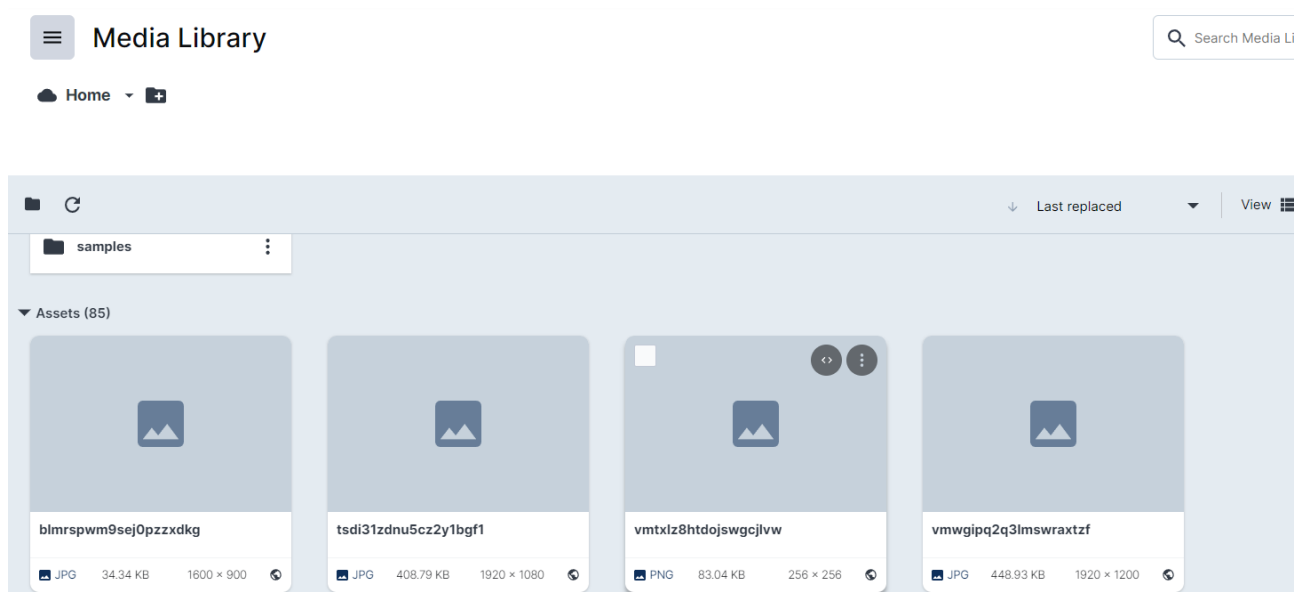 Media Library
Search Media Li
Home
Last replaced
View
samples
Assets (85)
blmrspwm9sej0pzzxdkg
tsdi31zdnu5cz2y1bgf1
vmtxlz8htdojswgcjlvw
vmwgipq2q3lmswraxtzf
JPG 34.34 KB 1600 × 900
JPG 408.79 KB 1920 × 1080
PNG 83.04 KB 256 × 256
JPG 448.93 KB 1920 × 1200